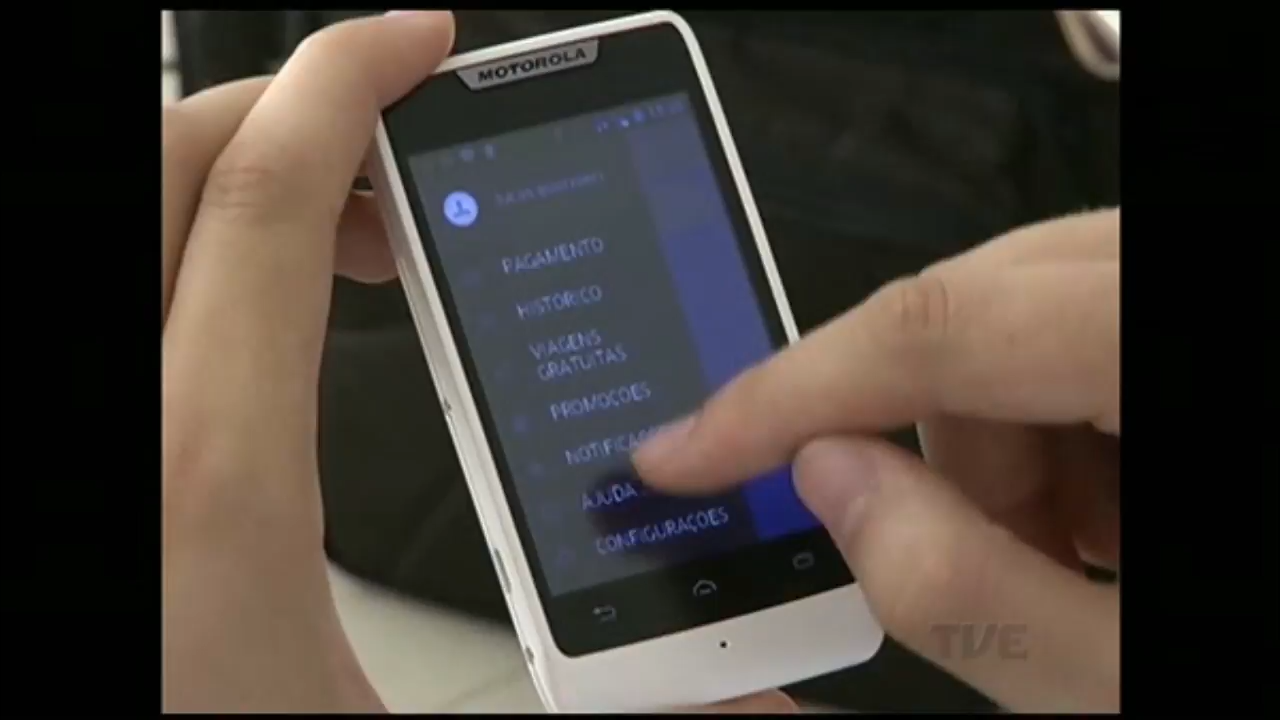 MOTOROLA
PAGAMENTO
HISTÓRICO
VIAGENS
GRATUITAS
PROMOÇÕES
AJUDA
CONFIGURAÇÕES
TVE